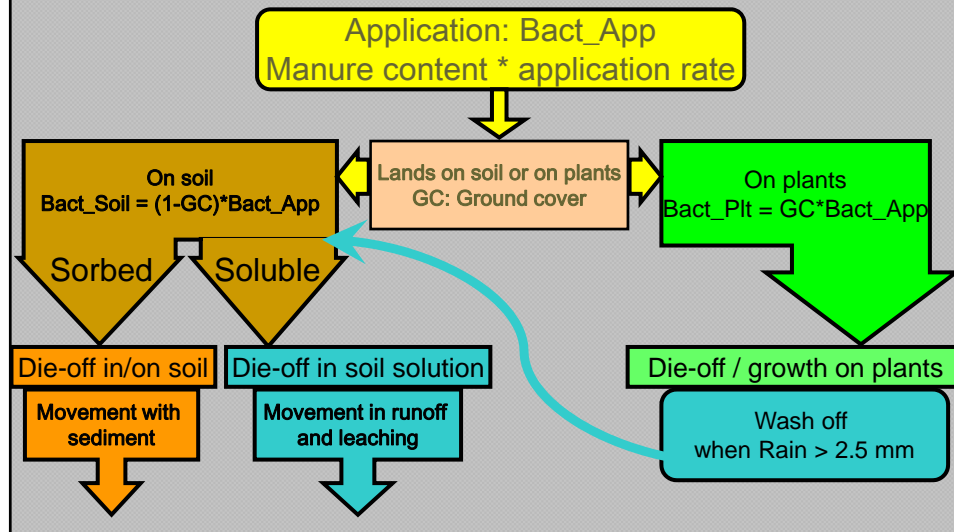 Application: Bact_App
Manure content * application rate
Lands on soil or on plants
GC: Ground cover
On soil
Bact_Soil = (1-GC)*Bact_App
On plants
Bact_Plt = GC*Bact_App
Sorbed
Soluble
Die-off in/on soil
Die-off in soil solution
Die-off / growth on plants
Movement with
sediment
Movement in runoff
and leaching
Wash off
when Rain > 2.5 mm